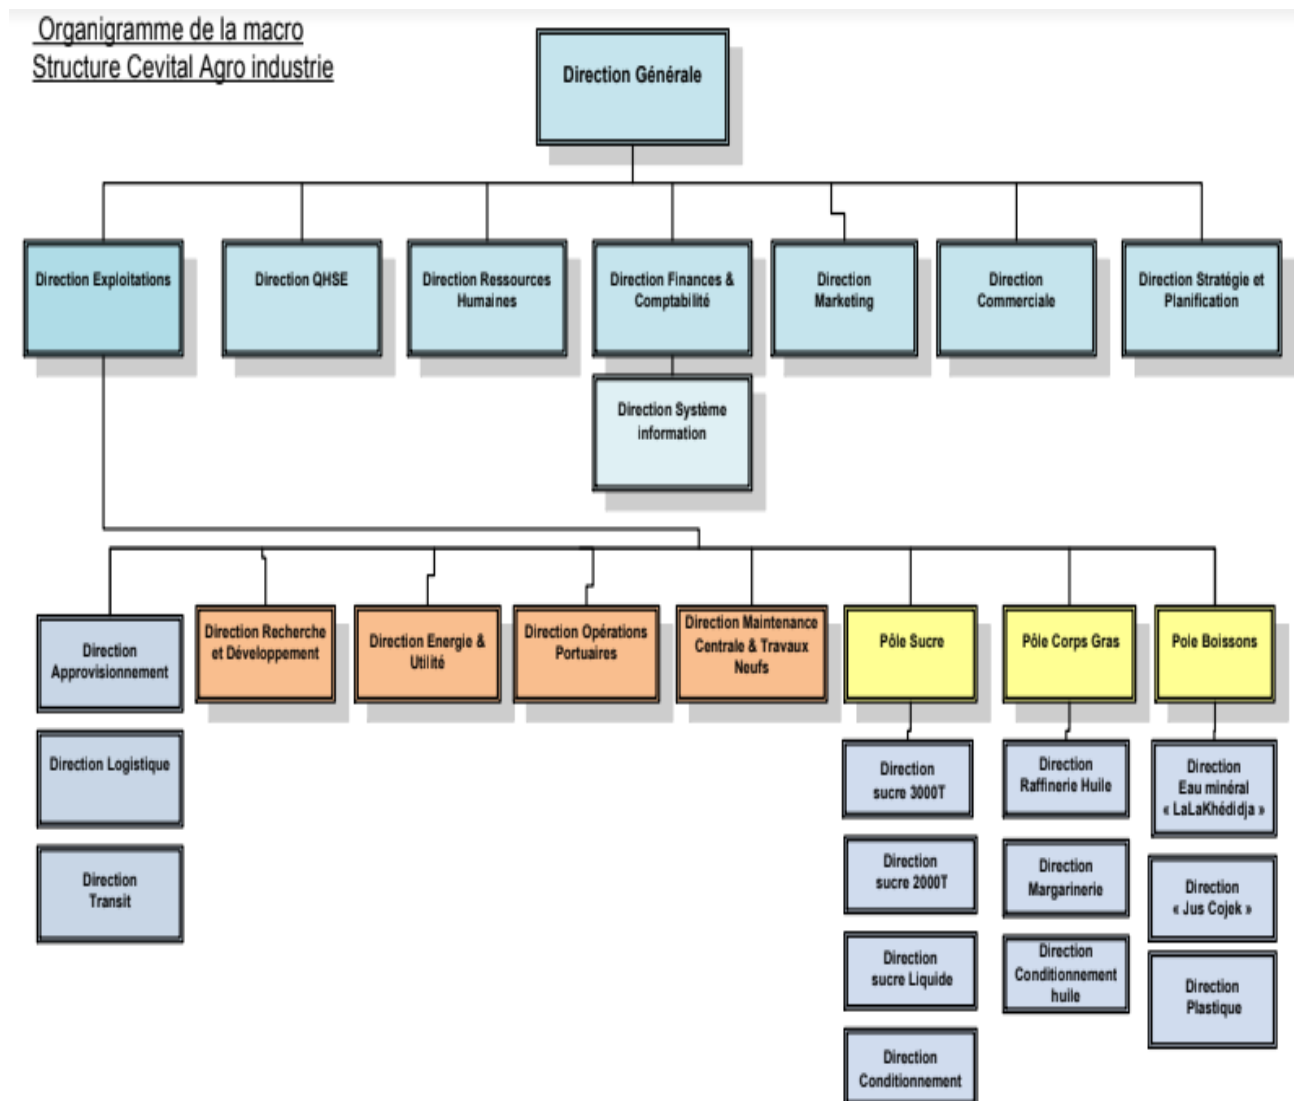 Organigramme de la macro
Structure Cevital Agro industrie
Direction Générale
Direction Exploitations
Direction QHSE
Direction Ressources
Humaines
Direction Finances &
Comptabilité
Direction
Marketing
Direction
Commerciale
Direction Stratégie et
Planification
Direction Système
information
Direction
Approvisionnement
Direction Recherche
et Développement
Direction Energie &
Utilité
Direction Opérations
Portuaires
Direction Maintenance
Centrale & Travaux
Neufs
Pôle Sucre
Pôle Corps Gras
Pole Boissons
Direction Logistique
Direction
Transit
Direction
sucre 3000T
Direction
sucre 2000T
Direction
sucre Liquide
Direction
Conditionnement
Direction
Raffinerie Huile
Direction
Margarinerie
Direction
Conditionnement
huile
Direction
Eau minéral
« LaLaKhédidja »
Direction
« Jus Cojek »
Direction
Plastique